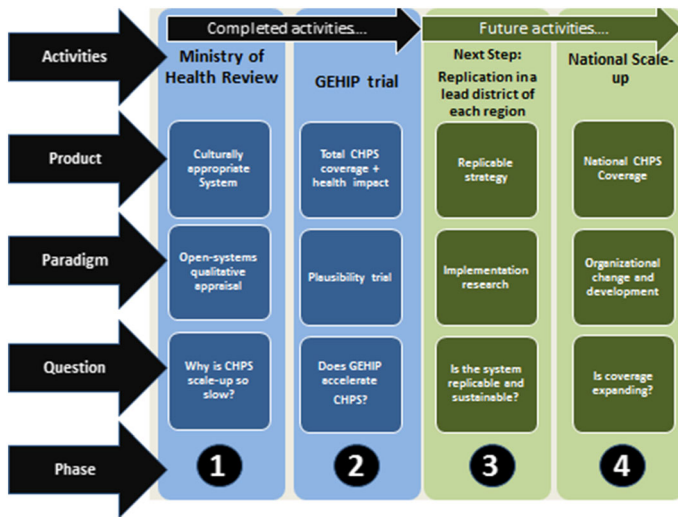 Completed activities....
Future activities....
Activities
Ministry of
Health Review
GEHIP trial
Next Step:
Replication in a
lead district of
each region
National Scale-
up
Product
Culturally
appropriate
System
Total CHPS
coverage +
health impact
Replicable
strategy
National CHPS
Coverage
Paradigm
Open-systems
qualitative
appraisal
Plausibility trial
Implementation
research
Organizational
change and
development
Question
Why is CHPS
scale-up so
slow?
Does GEHIP
accelerate
CHPS?
Is the system
replicable and
sustainable?
Is coverage
expanding?
Phase
1
2
3
4